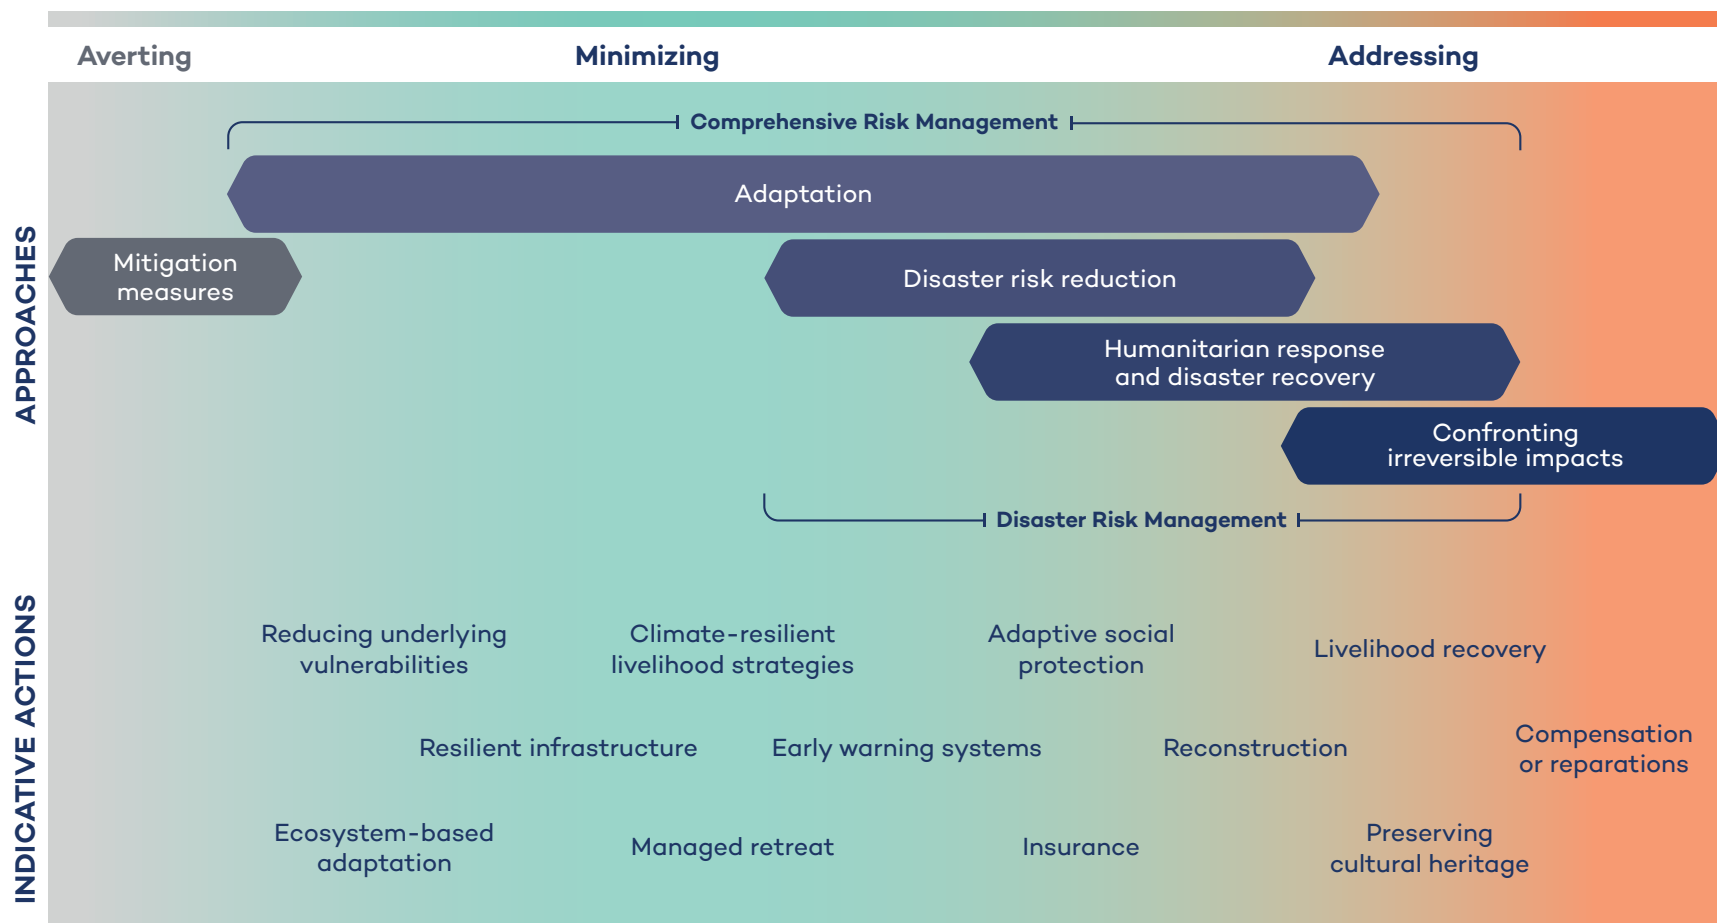 Averting
Minimizing
Addressing
Comprehensive Risk Management
APPROACHES
Adaptation
Mitigation
measures
Disaster risk reduction
Humanitarian response
and disaster recovery
Confronting
irreversible impacts
Disaster Risk Management
INDICATIVE ACTIONS
Reducing underlying
vulnerabilities
Climate-resilient
livelihood strategies
Adaptive social
protection
Livelihood recovery
Resilient infrastructure
Early warning systems
Reconstruction
Compensation
or reparations
Ecosystem-based
adaptation
Managed retreat
Insurance
Preserving
cultural heritage